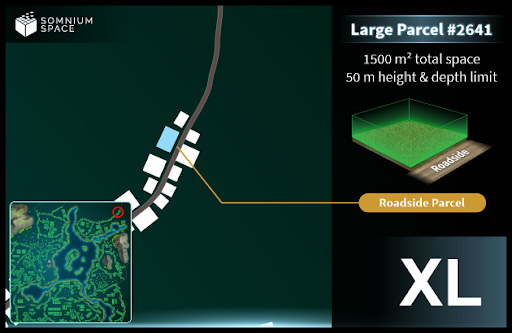 SOMNIUM
SPACE
Large Parcel #2641
1500 m² total space
50 m height & depth limit
Roadside
Roadside Parcel
XL